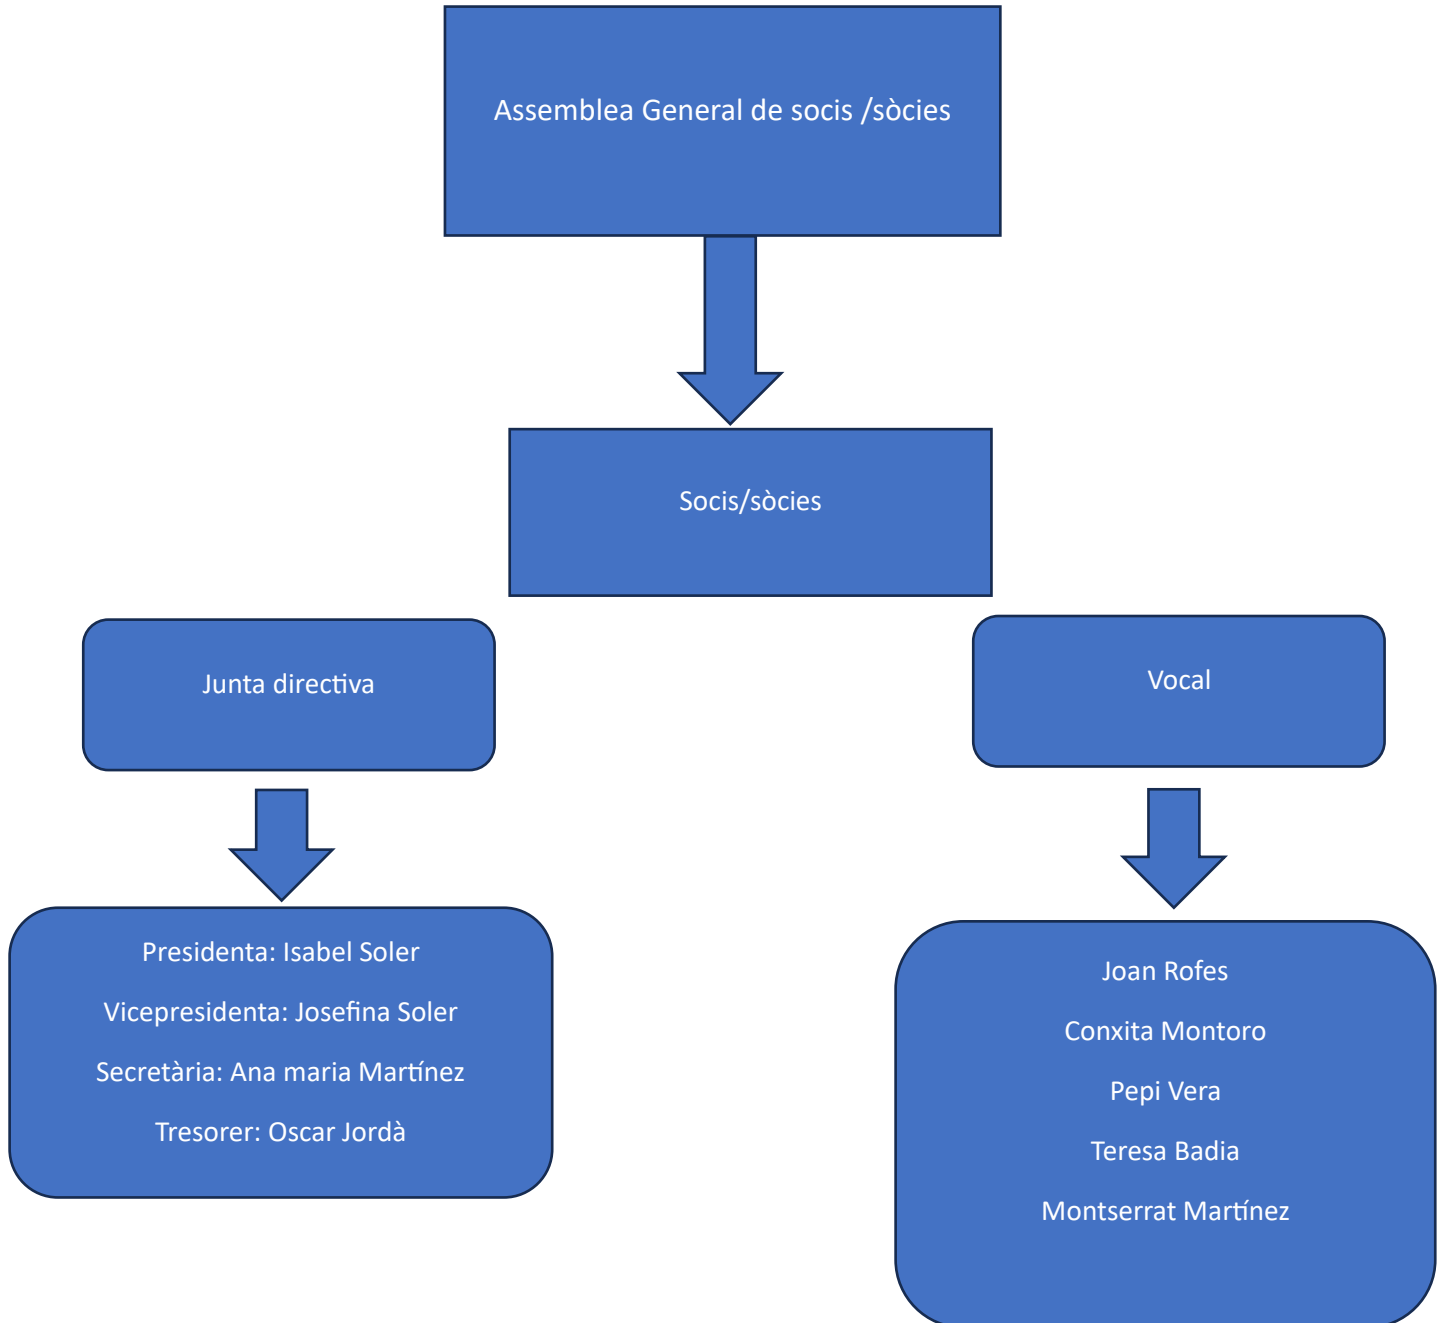 Assemblea General de socis /sòcies
Socis/sòcies
Junta directiva
Vocal
Presidenta: Isabel Soler
Vicepresidenta: Josefina Soler
Secretària: Ana maria Martínez
Tresorer: Oscar Jordà
Joan Rofes
Conxita Montoro
Pepi Vera
Teresa Badia
Montserrat Martínez